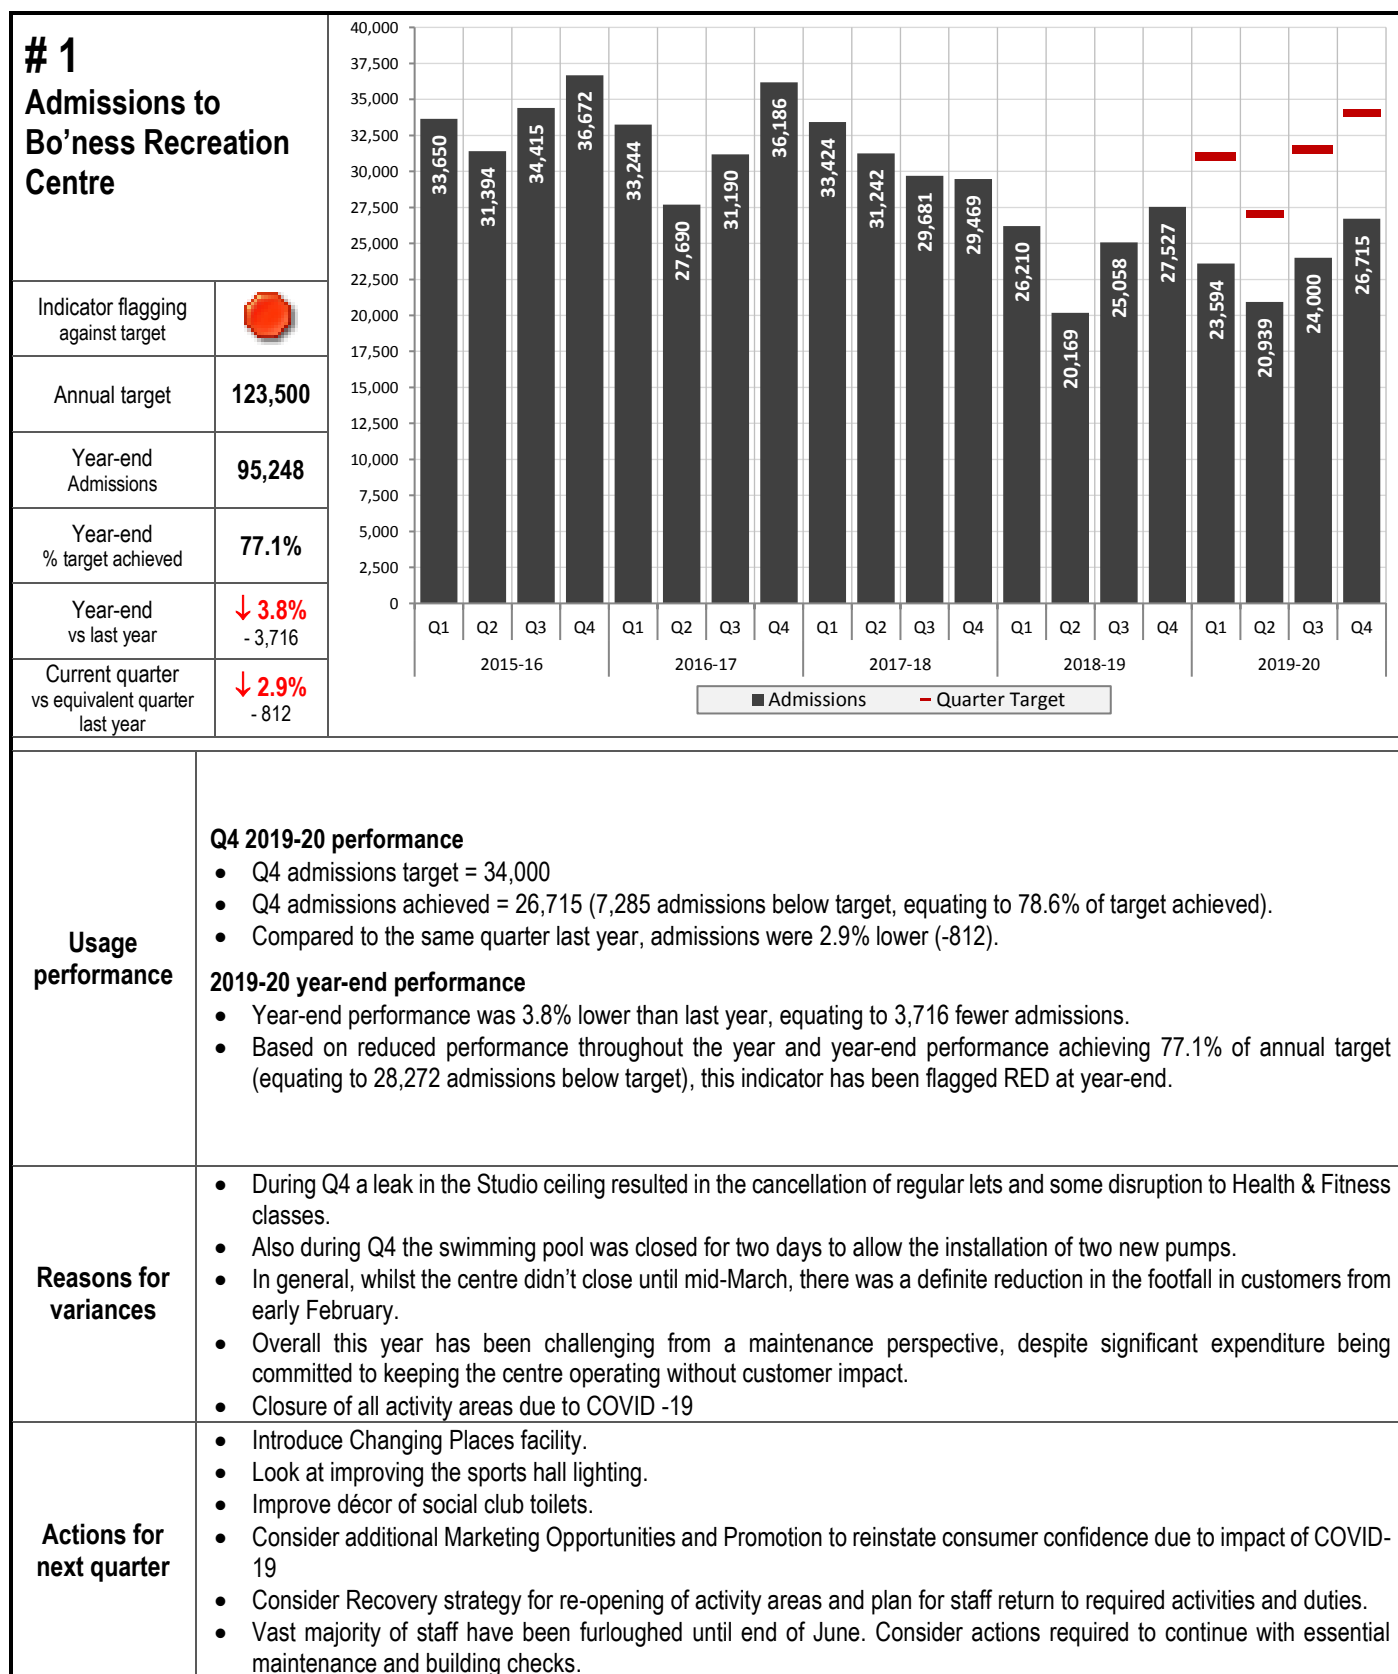 # 1
Admissions to
Bo'ness Recreation
Centre
Indicator flagging
against target
Annual target
123,500
Year-end
Admissions
95,248
Year-end
% target achieved
77.1%
Year-end
vs last year
↓ 3.8%
- 3,716
Current quarter
vs equivalent quarter
last year
↓ 2.9%
- 812
40,000
37,500
35,000
32,500
30,000
27,500
25,000
22,500
20,000
17,500
15,000
12,500
10,000
7,500
5,000
2,500
0
33,650
31,394
34,415
36,672
33,244
27,690
31,190
36,186
33,424
31,242
29,681
29,469
26,210
20,169
25,058
27,527
23,594
20,939
24,000
26,715
Q1 Q2 Q3 Q4 Q1 Q2 Q3 Q4 Q1 Q2 Q3 Q4 Q1 Q2 Q3 Q4 Q1 Q2 Q3 Q4
2015-16 2016-17 2017-18 2018-19 2019-20
Admissions Quarter Target
Usage
performance
Q4 2019-20 performance
• Q4 admissions target = 34,000
• Q4 admissions achieved = 26,715 (7,285 admissions below target, equating to 78.6% of target achieved).
• Compared to the same quarter last year, admissions were 2.9% lower (-812).
2019-20 year-end performance
• Year-end performance was 3.8% lower than last year, equating to 3,716 fewer admissions.
• Based on reduced performance throughout the year and year-end performance achieving 77.1% of annual target
(equating to 28,272 admissions below target), this indicator has been flagged RED at year-end.
Reasons for
variances
• During Q4 a leak in the Studio ceiling resulted in the cancellation of regular lets and some disruption to Health & Fitness
classes.
• Also during Q4 the swimming pool was closed for two days to allow the installation of two new pumps.
• In general, whilst the centre didn't close until mid-March, there was a definite reduction in the footfall in customers from
early February.
• Overall this year has been challenging from a maintenance perspective, despite significant expenditure being
committed to keeping the centre operating without customer impact.
• Closure of all activity areas due to COVID -19
Actions for
next quarter
• Introduce Changing Places facility.
• Look at improving the sports hall lighting.
• Improve décor of social club toilets.
• Consider additional Marketing Opportunities and Promotion to reinstate consumer confidence due to impact of COVID-
19
• Consider Recovery strategy for re-opening of activity areas and plan for staff return to required activities and duties.
• Vast majority of staff have been furloughed until end of June. Consider actions required to continue with essential
maintenance and building checks.